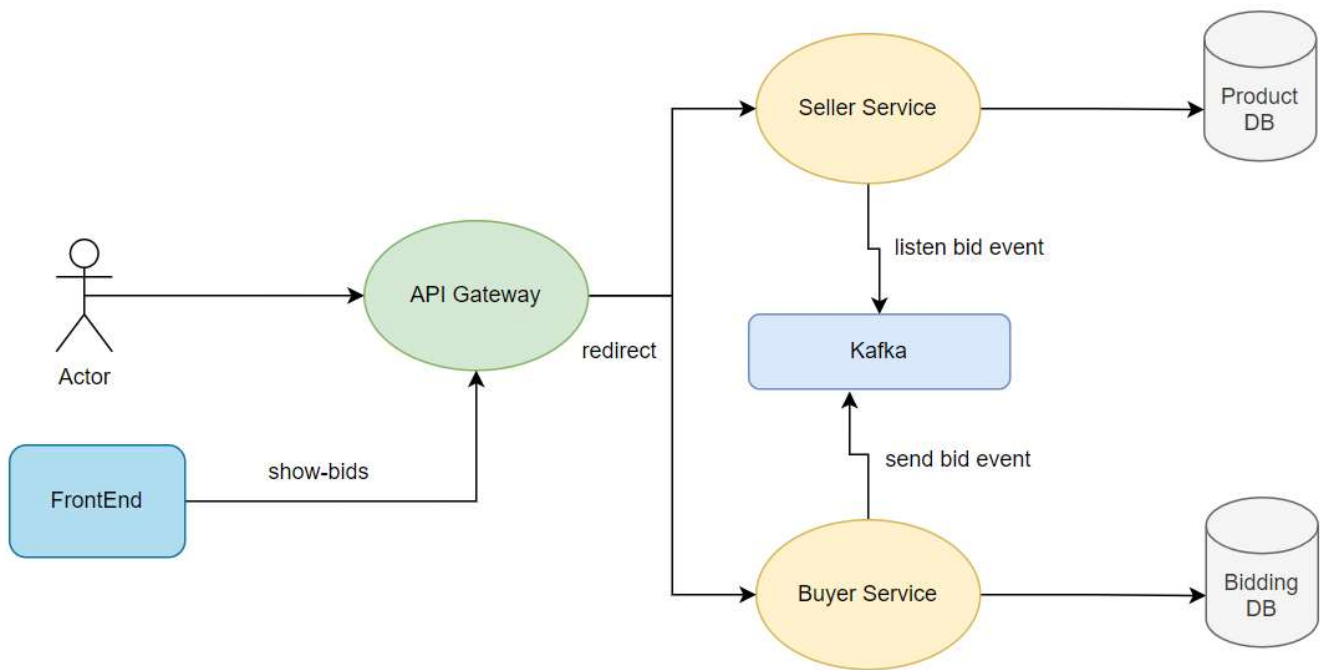 Seller Service
Product
DB
listen bid event
API Gateway
redirect
Kafka
Actor
show-bids
FrontEnd
send bid event
Buyer Service
Bidding
DB